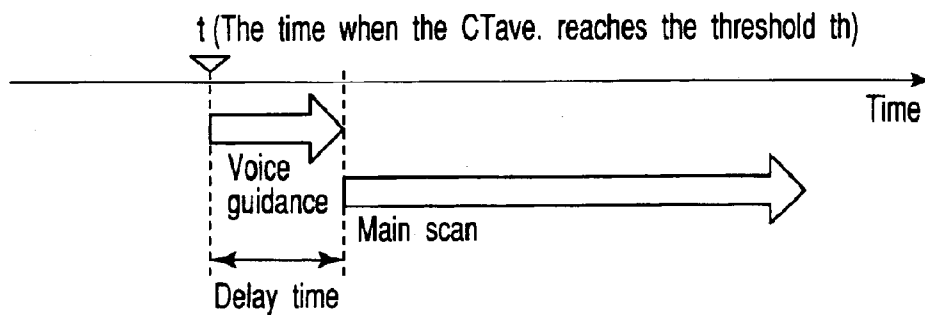 t (The time when the CTave. reaches the threshold th)
Time
Voice
guidance
Main scan
Delay time